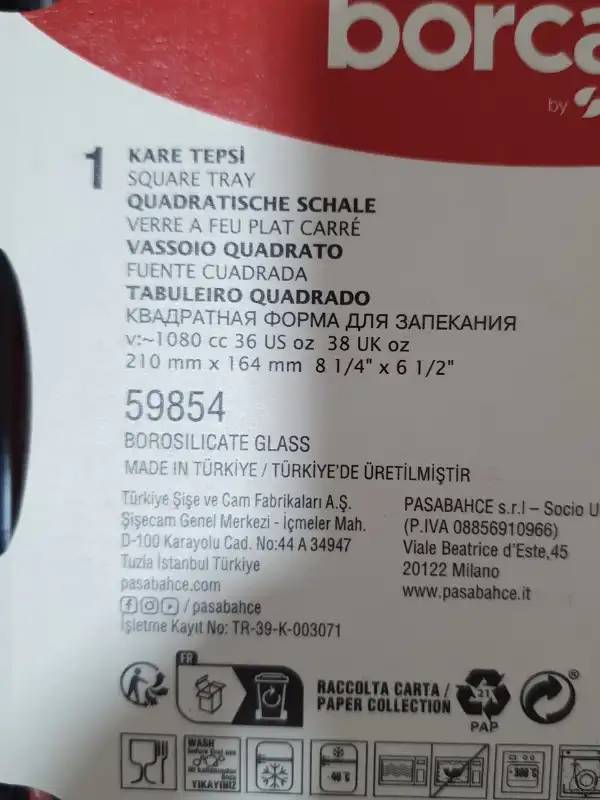 borca
by
1
KARE TEPSİ
SQUARE TRAY
QUADRATISCHE SCHALE
VERRE A FEU PLAT CARRÉ
VASSOIO QUADRATO
FUENTE CUADRADA
TABULEIRO QUADRADO
КВАДРАТНАЯ ФОРМА ДЛЯ ЗАПЕКАНИЯ
v:~1080 cc 36 US oz 38 UK oz
210 mm x 164 mm 8 1/4" x 6 1/2"
59854
BOROSILICATE GLASS
MADE IN TÜRKİYE / TÜRKİYE'DE ÜRETİLMİŞTİR
Türkiye Şişe ve Cam Fabrikaları A.Ş.
Şişecam Genel Merkezi - İçmeler Mah.
D-100 Karayolu Cad. No:44 A 34947
Tuzla İstanbul Türkiye
pasabahce.com
/ pasabahce
İşletme Kayıt No: TR-39-K-003071
PASABAHCE s.r.l – Socio U
(P.IVA 08856910966)
Viale Beatrice d'Este,45
20122 Milano
www.pasabahce.it
FR
RACCOLTA CARTA /
PAPER COLLECTION
21
PAP
®
WASH
before first use
YIKAYINIZ
-40°C
300°C